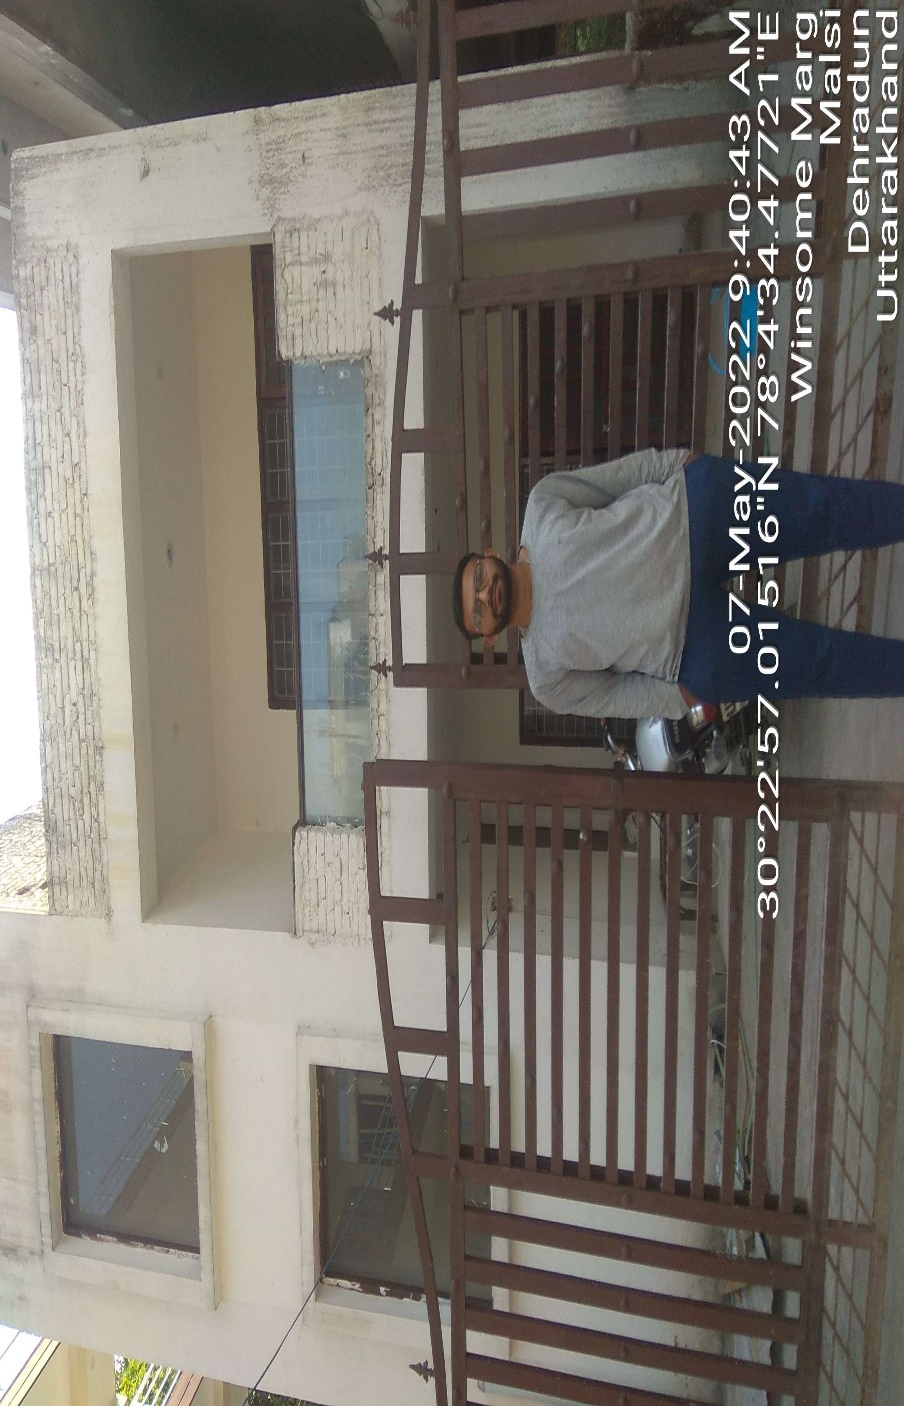 07-May-2022 9:40:43 AM
30°22'57.01516"N 78°4'34.47721"E
Winsome Marg
Malsi
Dehradun
Uttarakhand